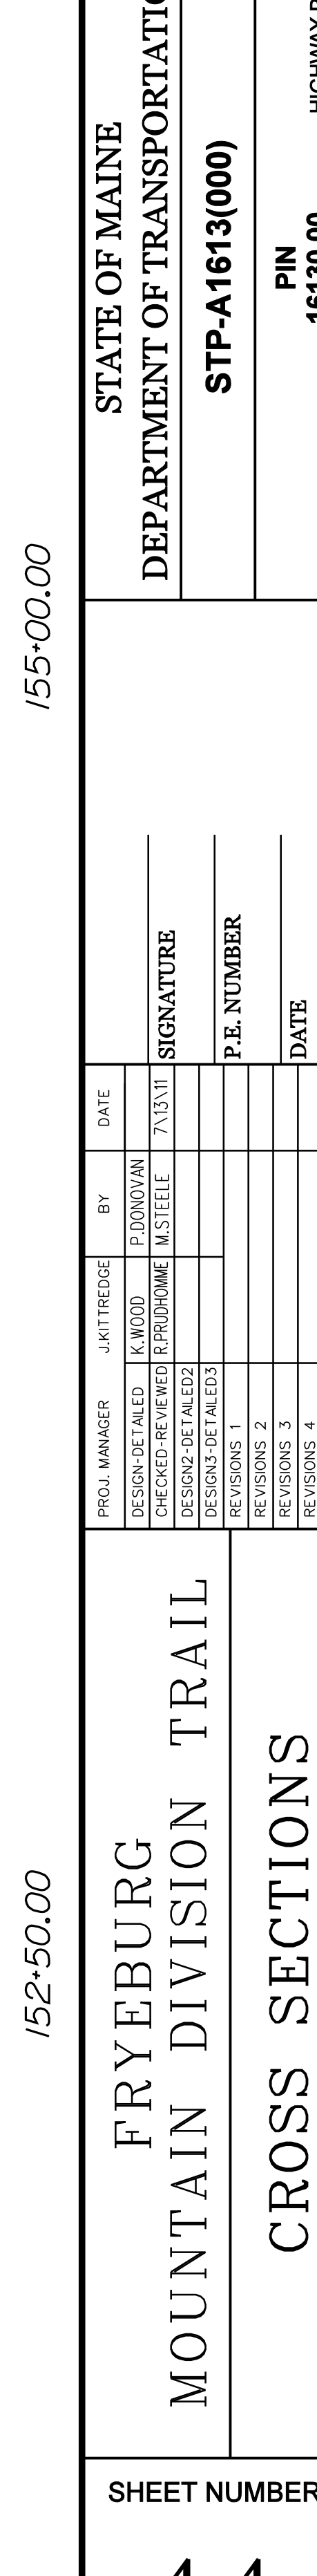 155+00.00
152+50.00
STATE OF MAINE
DEPARTMENT OF
STP-A1613(000)
PIN
SIGNATURE
P.E. NUMBER
DATE
PROJ. MANAGER J.KITTREDGE BY DATE
DESIGN-DETAILED K.WOOD P.DONOVAN
CHECKED-REVIEWED R.PRUDHOMME M.STEELE 7\13\11
DESIGN2-DETAILED2
DESIGN3-DETAILED3
REVISIONS 1
REVISIONS 2
REVISIONS 3
REVISIONS 4
FRYEBURG
MOUNTAIN DIVISION TRAIL
CROSS SECTIONS
SHEET NUMBER